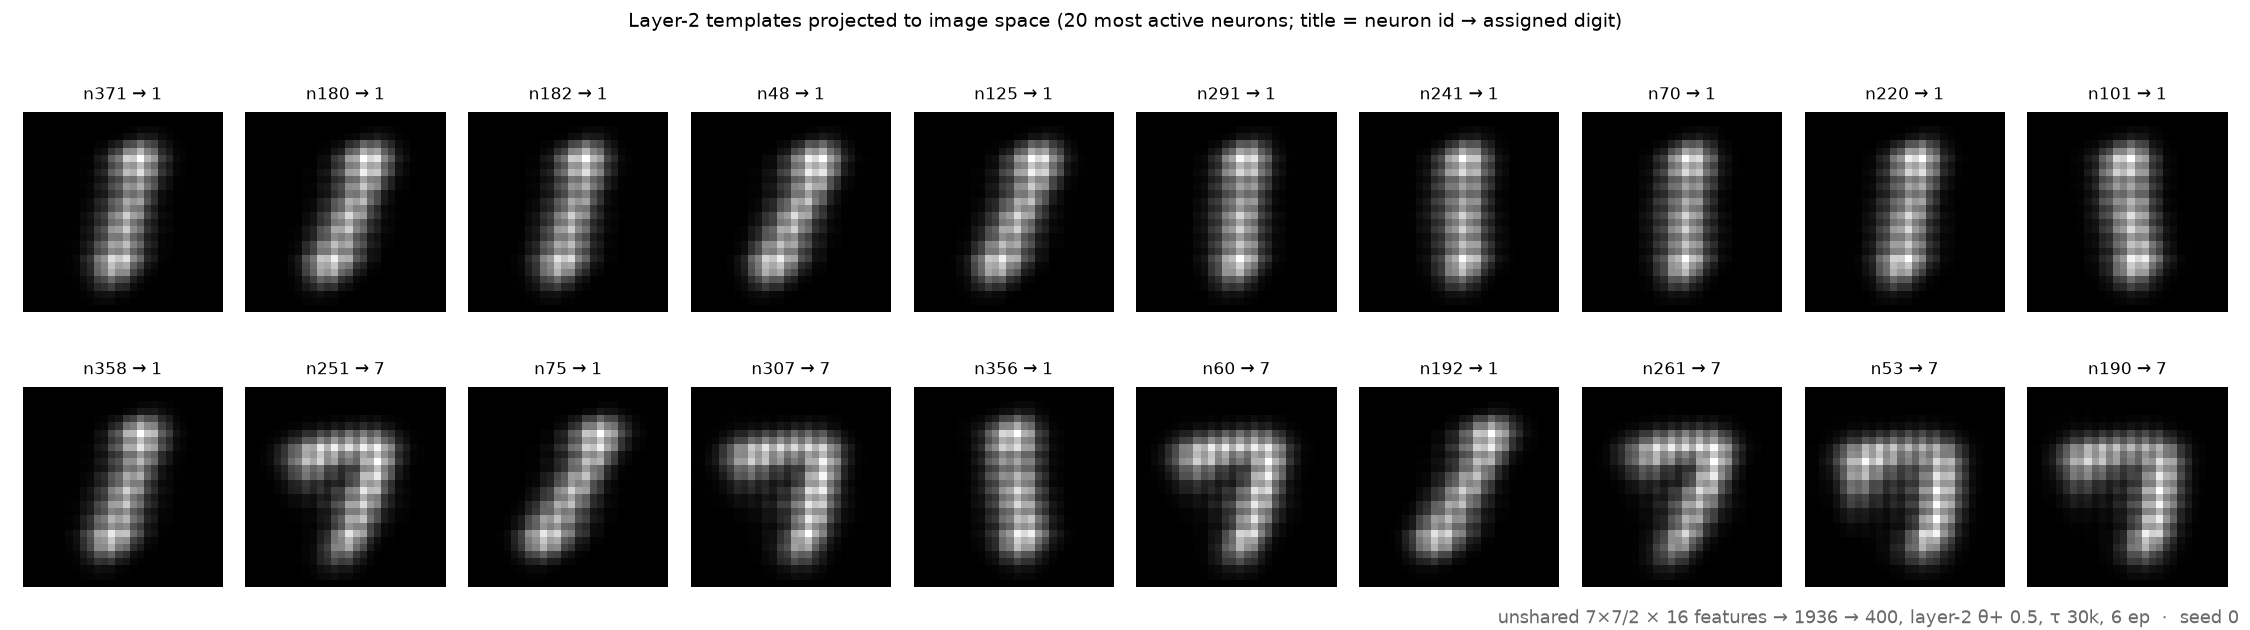 Layer-2 templates projected to image space (20 most active neurons; title = neuron id → assigned digit)
n371 → 1 n180 → 1 n182 → 1 n48 → 1 n125 → 1 n291 → 1 n241 → 1 n70 → 1 n220 → 1 n101 → 1
n358 → 1 n251 → 7 n75 → 1 n307 → 7 n356 → 1 n60 → 7 n192 → 1 n261 → 7 n53 → 7 n190 → 7
unshared 7×7/2 × 16 features → 1936 → 400, layer-2 θ+ 0.5, τ 30k, 6 ep · seed 0